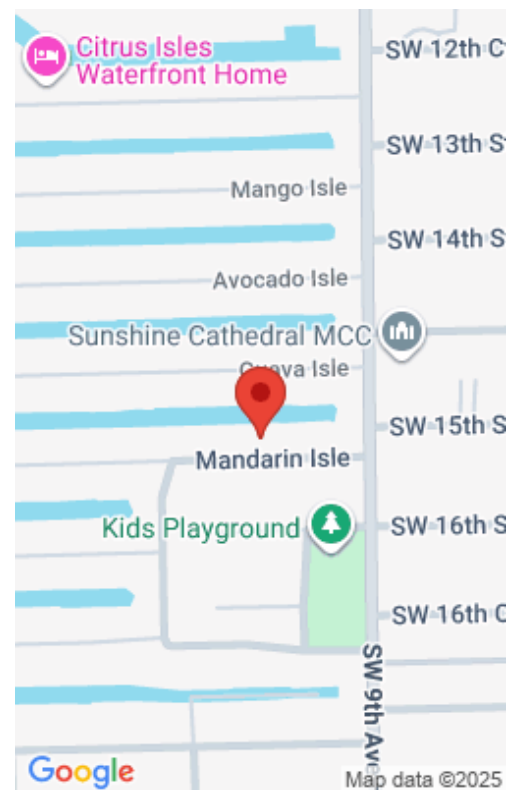 Citrus Isles
Waterfront Home
SW 12th C
SW 13th S
Mango Isle
SW 14th S
Avocado Isle
Sunshine Cathedral MCC
Guava Isle
SW 15th S
Mandarin Isle
Kids Playground
SW 16th S
SW 16th C
SW 9th Ave
Google
Map data ©2025